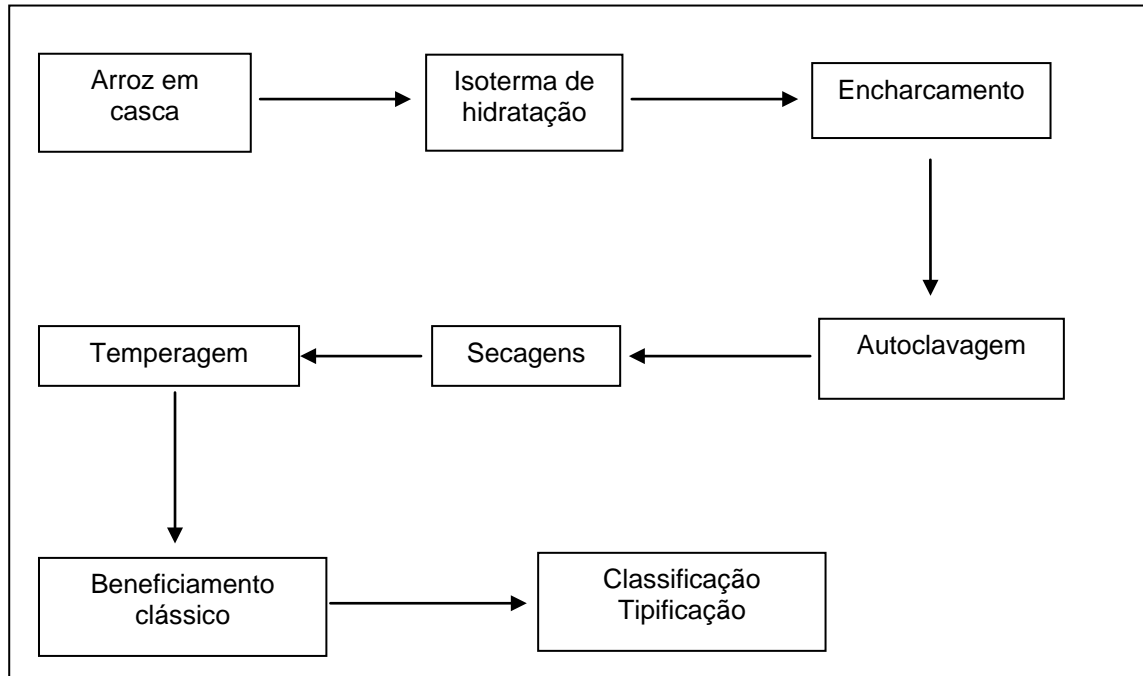 Arroz em
casca
Isoterma de
hidratação
Encharcamento
Autoclavagem
Secagens
Temperagem
Beneficiamento
clássico
Classificação
Tipificação